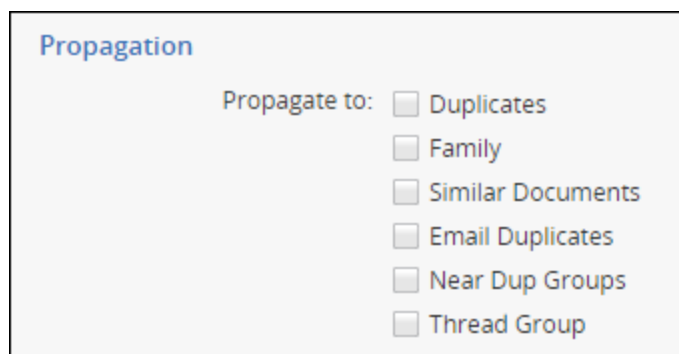 Propagation
Propagate to: Duplicates
Family
Similar Documents
Email Duplicates
Near Dup Groups
Thread Group